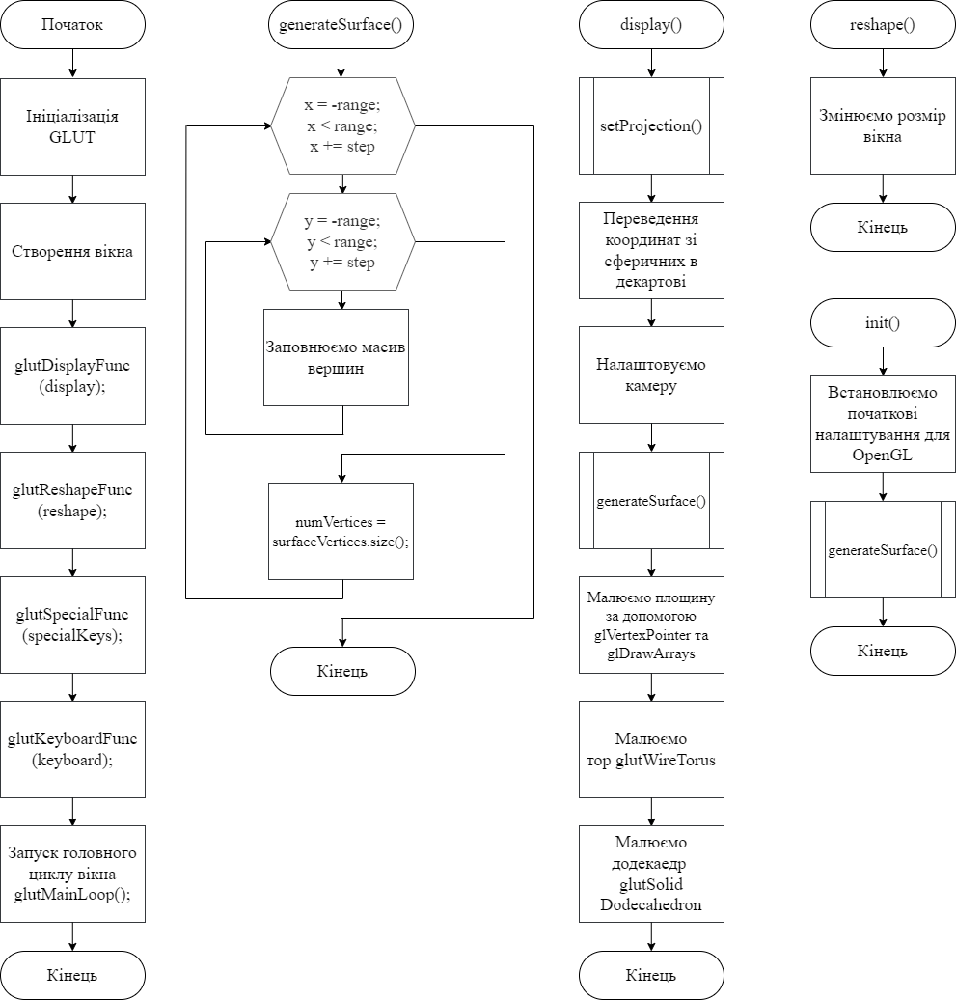 Початок
Ініціалізація
GLUT
Створення вікна
glutDisplayFunc
(display);
glutReshapeFunc
(reshape);
glutSpecialFunc
(specialKeys);
glutKeyboardFunc
(keyboard);
Запуск головного
циклу вікна
glutMainLoop();
Кінець
generateSurface()
x = -range;
x < range;
x += step
y = -range;
y < range;
y += step
Заповнюємо масив
вершин
numVertices =
surfaceVertices.size();
Кінець
display()
setProjection()
Переведення
координат зі
сферичних в
декартові
Налаштовуємо
камеру
generateSurface()
Малюємо площину
за допомогою
glVertexPointer та
glDrawArrays
Малюємо
тор glutWireTorus
Малюємо
додекаедр
glutSolid
Dodecahedron
Кінець
reshape()
Змінюємо розмір
вікна
Кінець
init()
Встановлюємо
початкові
налаштування для
OpenGL
generateSurface()
Кінець